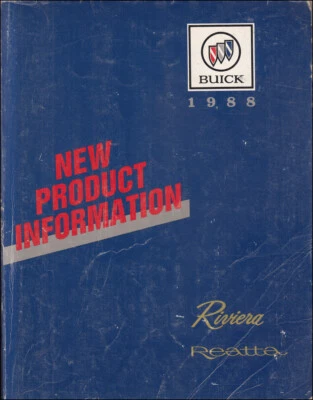 BUICK
1988
NEW
PRODUCT
INFORMATION
Riviera
Reatta